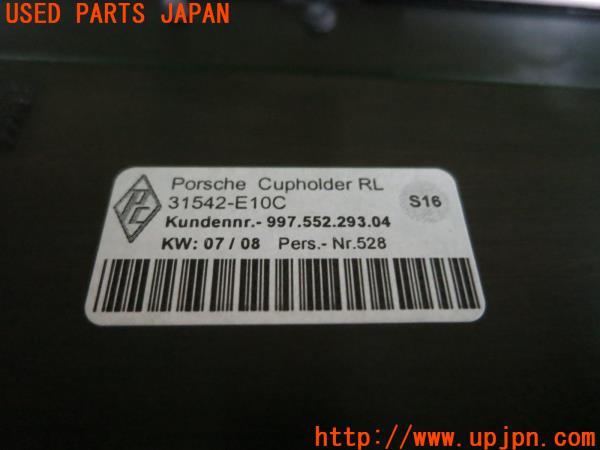 USED PARTS JAPAN
Porsche Cupholder RL
31542-E10C
S16
Kundennr.- 997.552.293.04
KW: 07 / 08 Pers.- Nr.528
UPJ
http://www.upjpn.com/